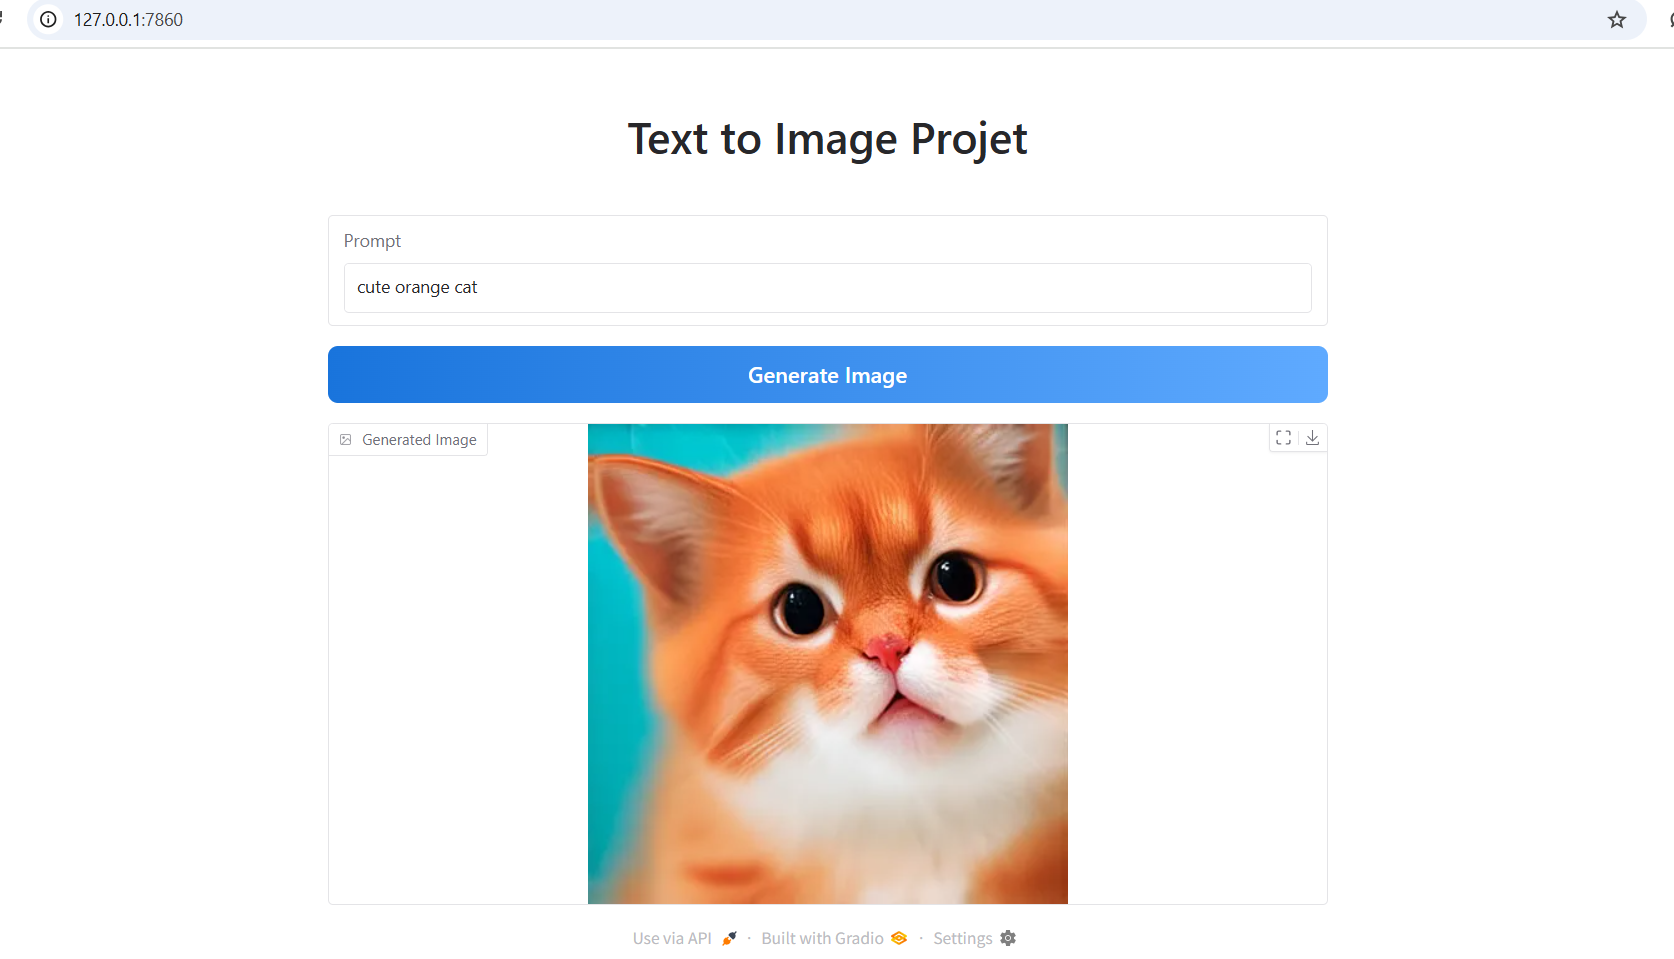 127.0.0.1:7860
Text to Image Projet
Prompt
cute orange cat
Generate Image
Generated Image
Use via API · Built with Gradio · Settings